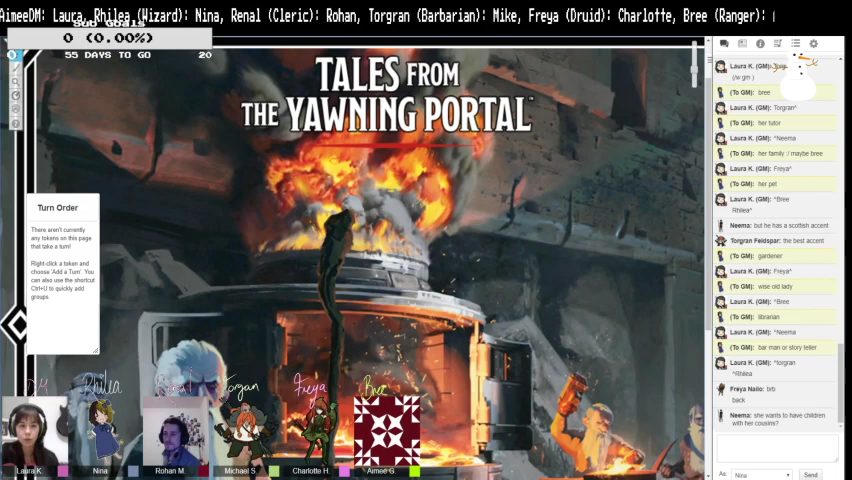 AimeeDM: Laura, Rhilea (Wizard): Nina, Renal (Cleric): Rohan, Torgran (Barbarian): Mike, Freya (Druid): Charlotte, Bree (Ranger):
Sub Goals
0 (0.00%)
55 DAYS TO GO 20
TALES FROM
THE YAWNING PORTAL
Turn Order
There aren't currently
any tokens on this page
that take a turn!
Right-click a token and
choose 'Add a Turn'. You
can also use the shortcut
Ctrl+U to quickly add
groups.
DM
Rhilea
Renal
Torgan
Freya
Bree
Laura K.
Nina
Rohan M.
Michael S.
Charlotte H.
Aimee G.
Laura K. (GM):
(/w gm )
(To GM): bree
Laura K. (GM): Torgran^
(To GM): her tutor
Laura K. (GM): ^Neema
(To GM): her family :/ maybe bree
Laura K. (GM): Freya^
(To GM): her pet
Laura K. (GM): ^Bree
Rhilea^
Neema: but he has a scottish accent
Torgran Feldspar: the best accent
(To GM): gardener
Laura K. (GM): Freya^
(To GM): wise old lady
Laura K. (GM): ^Bree
(To GM): librarian
Laura K. (GM): ^Neema
(To GM): bar man or story teller
Laura K. (GM): ^torgran
^Rhilea
Freya Nailo: brb
back
Neema: she wants to have children
with her cousins?
As: Nina Send